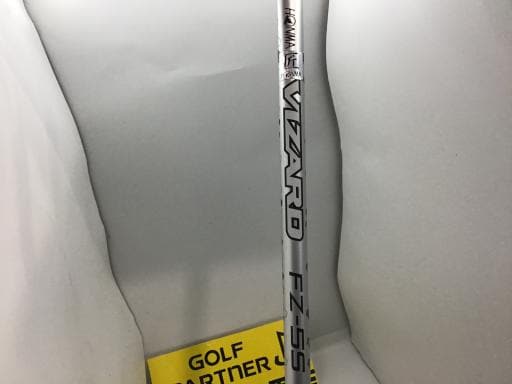 HONMA
VIZARD
FZ-5S
GOLF
PARTNER